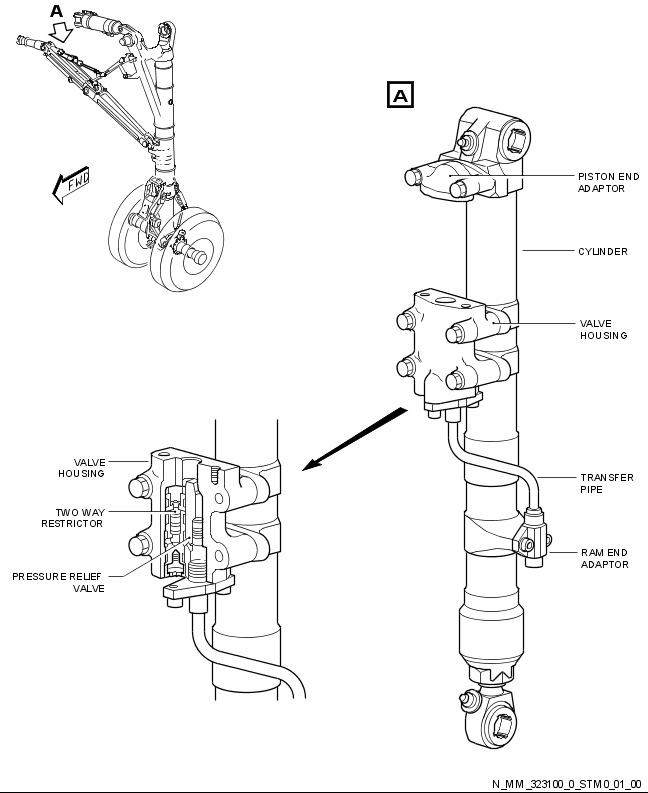 A
FWD
A
PISTON END
ADAPTOR
CYLINDER
VALVE
HOUSING
TRANSFER
PIPE
RAM END
ADAPTOR
VALVE
HOUSING
TWO WAY
RESTRICTOR
PRESSURE RELIEF
VALVE
N_MM_323100_0_STM0_01_00